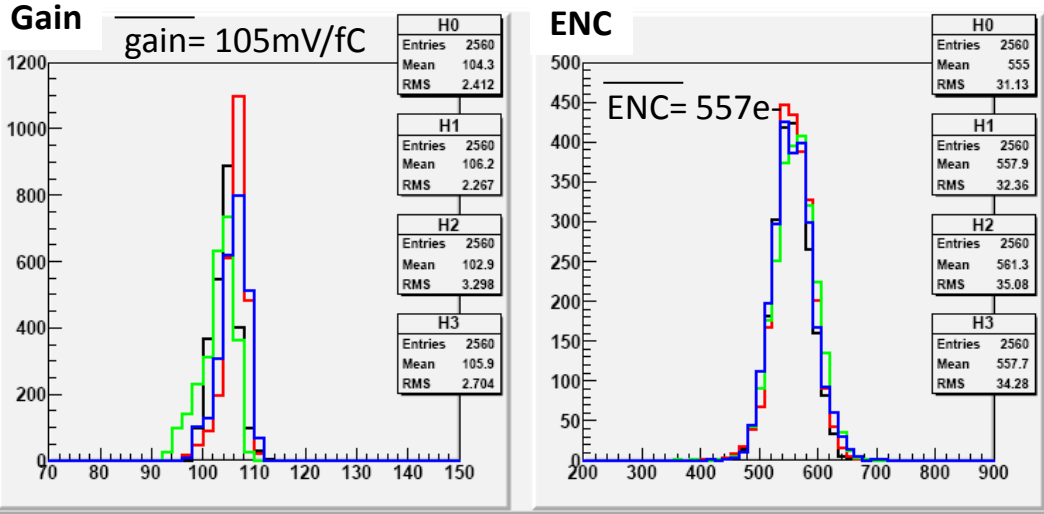 Gain
gain= 105mV/fC
H0
Entries 2560
Mean 104.3
RMS 2.412
H1
Entries 2560
Mean 106.2
RMS 2.267
H2
Entries 2560
Mean 102.9
RMS 3.298
H3
Entries 2560
Mean 105.9
RMS 2.704
1200
1000
800
600
400
200
0
70 80 90 100 110 120 130 140 150
ENC
ENC= 557e-
H0
Entries 2560
Mean 555
RMS 31.13
H1
Entries 2560
Mean 557.9
RMS 32.36
H2
Entries 2560
Mean 561.3
RMS 35.08
H3
Entries 2560
Mean 557.7
RMS 34.28
500
450
400
350
300
250
200
150
100
50
0
200 300 400 500 600 700 800 900